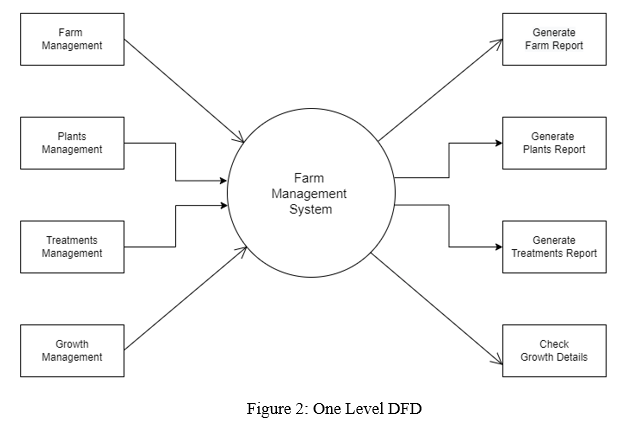 Farm
Management
Generate
Farm Report
Plants
Management
Generate
Plants Report
Farm
Management
System
Treatments
Management
Generate
Treatments Report
Growth
Management
Check
Growth Details
Figure 2: One Level DFD